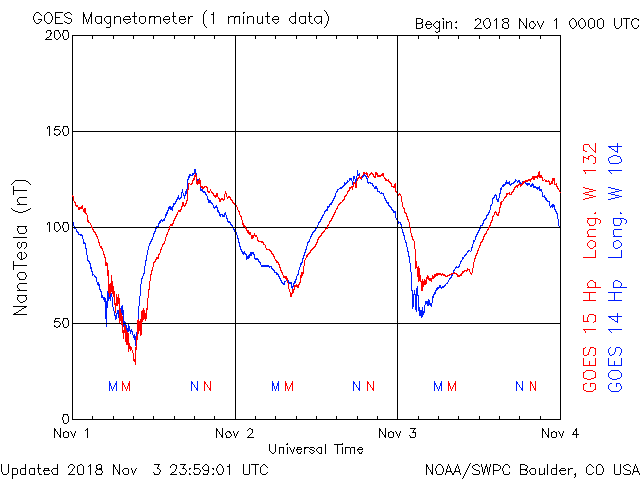 GOES Magnetometer (1 minute data)
Begin: 2018 Nov 1 0000 UTC
200
150
100
50
0
NanoTesla (nT)
M M N N M M N N M M N N
Nov 1 Nov 2 Nov 3 Nov 4
Universal Time
GOES 15 Hp Long. W 132
GOES 14 Hp Long. W 104
Updated 2018 Nov 3 23:59:01 UTC
NOAA/SWPC Boulder, CO USA